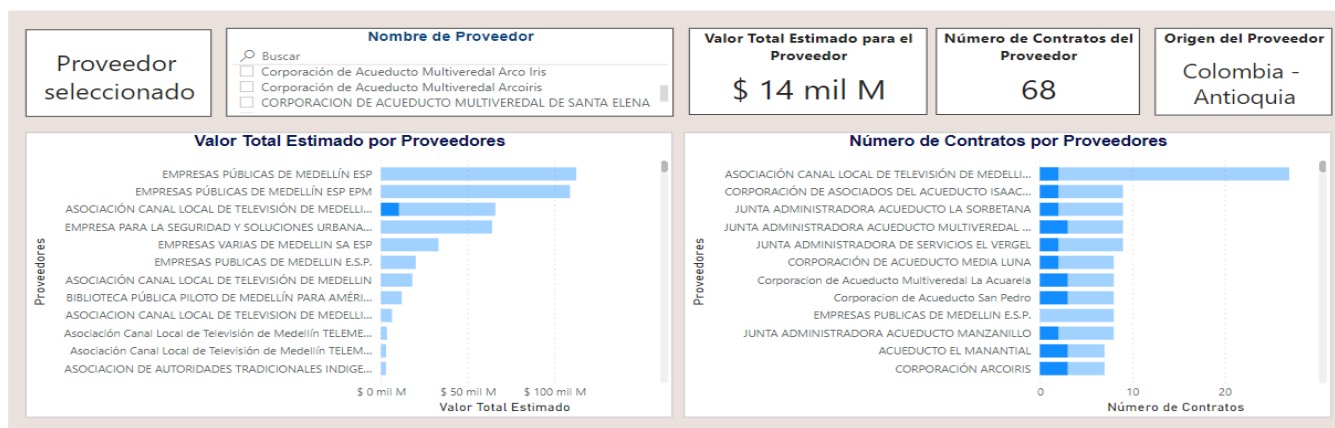 Proveedor
seleccionado
Nombre de Proveedor
Buscar
Corporación de Acueducto Multiveredal Arco Iris
Corporación de Acueducto Multiveredal Arcoiris
CORPORACION DE ACUEDUCTO MULTIVEREDAL DE SANTA ELENA
Valor Total Estimado para el
Proveedor
$ 14 mil M
Número de Contratos del
Proveedor
68
Origen del Proveedor
Colombia -
Antioquia
Valor Total Estimado por Proveedores
Proveedores
EMPRESAS PÚBLICAS DE MEDELLÍN ESP
EMPRESAS PÚBLICAS DE MEDELLÍN ESP EPM
ASOCIACIÓN CANAL LOCAL DE TELEVISIÓN DE MEDELLI...
EMPRESA PARA LA SEGURIDAD Y SOLUCIONES URBANA...
EMPRESAS VARIAS DE MEDELLIN SA ESP
EMPRESAS PUBLICAS DE MEDELLIN E.S.P.
ASOCIACIÓN CANAL LOCAL DE TELEVISIÓN DE MEDELLIN
BIBLIOTECA PÚBLICA PILOTO DE MEDELLÍN PARA AMÉRI...
ASOCIACION CANAL LOCAL DE TELEVISION DE MEDELLI...
Asociación Canal Local de Televisión de Medellín TELEME...
Asociación Canal Local de Televisión de Medellín TELEM...
ASOCIACION DE AUTORIDADES TRADICIONALES INDIGE...
$ 0 mil M $ 50 mil M $ 100 mil M
Valor Total Estimado
Número de Contratos por Proveedores
Proveedores
ASOCIACIÓN CANAL LOCAL DE TELEVISIÓN DE MEDELLI...
CORPORACIÓN DE ASOCIADOS DEL ACUEDUCTO ISAAC...
JUNTA ADMINISTRADORA ACUEDUCTO LA SORBETANA
JUNTA ADMINISTRADORA ACUEDUCTO MULTIVEREDAL ...
JUNTA ADMINISTRADORA DE SERVICIOS EL VERGEL
CORPORACIÓN DE ACUEDUCTO MEDIA LUNA
Corporacion de Acueducto Multiveredal La Acuarela
Corporacion de Acueducto San Pedro
EMPRESAS PUBLICAS DE MEDELLIN E.S.P.
JUNTA ADMINISTRADORA ACUEDUCTO MANZANILLO
ACUEDUCTO EL MANANTIAL
CORPORACIÓN ARCOIRIS
0 10 20
Número de Contratos